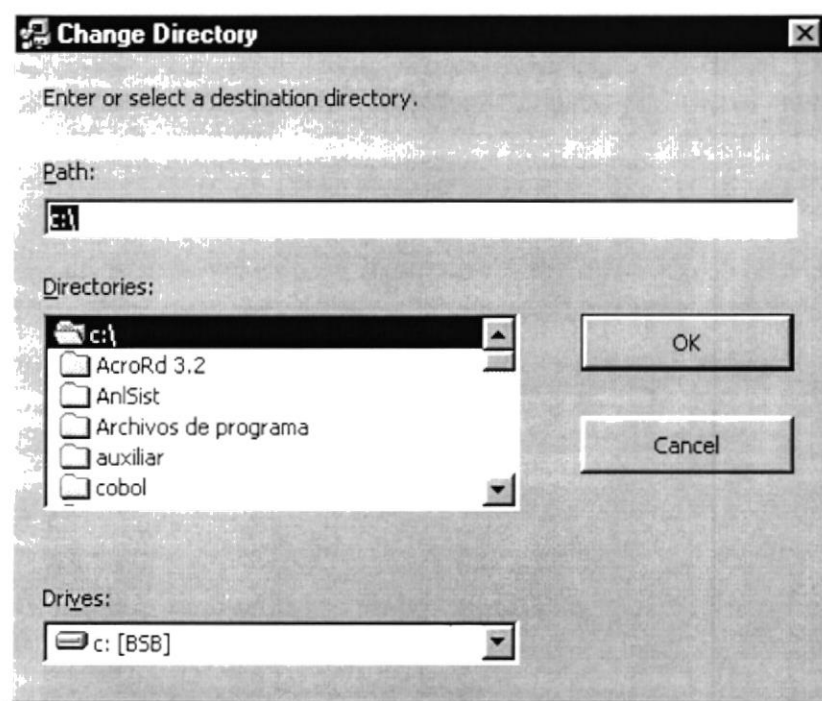 Change Directory
Enter or select a destination directory.
Path:
c:\
Directories:
c:\
AcroRd 3.2
AnlSist
Archivos de programa
auxiliar
cobol
OK
Cancel
Drives:
c: [BSB]